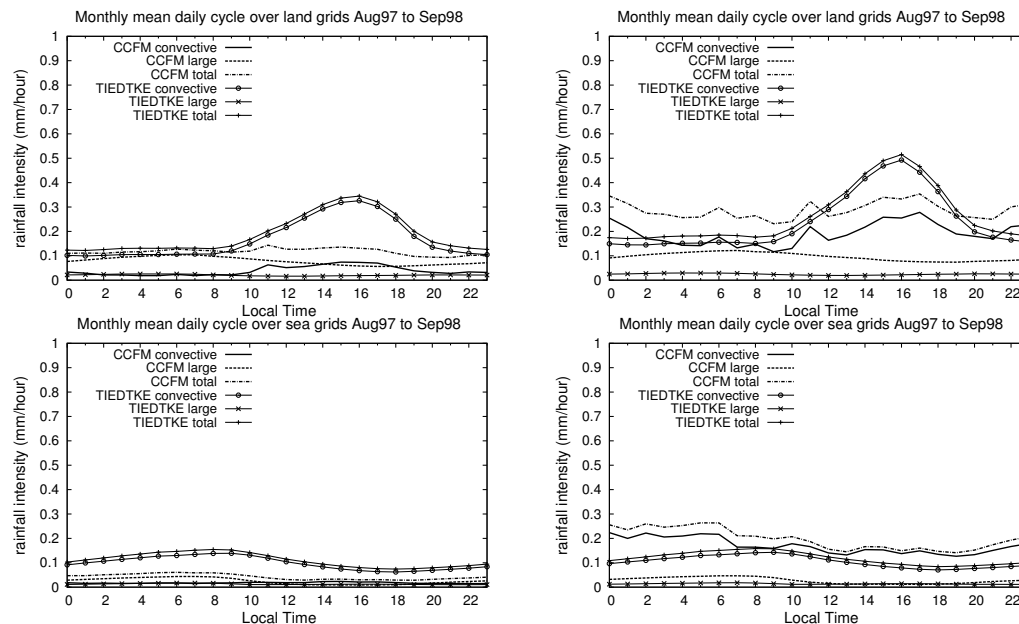 Monthly mean daily cycle over land grids Aug97 to Sep98
rainfall intensity (mm/hour)
1
0.9
0.8
0.7
0.6
0.5
0.4
0.3
0.2
0.1
0
CCFM convective
CCFM large
CCFM total
TIEDTKE convective
TIEDTKE large
TIEDTKE total
0 2 4 6 8 10 12 14 16 18 20 22
Local Time
Monthly mean daily cycle over land grids Aug97 to Sep98
rainfall intensity (mm/hour)
1
0.9
0.8
0.7
0.6
0.5
0.4
0.3
0.2
0.1
0
CCFM convective
CCFM large
CCFM total
TIEDTKE convective
TIEDTKE large
TIEDTKE total
0 2 4 6 8 10 12 14 16 18 20 22
Local Time
Monthly mean daily cycle over sea grids Aug97 to Sep98
rainfall intensity (mm/hour)
1
0.9
0.8
0.7
0.6
0.5
0.4
0.3
0.2
0.1
0
CCFM convective
CCFM large
CCFM total
TIEDTKE convective
TIEDTKE large
TIEDTKE total
0 2 4 6 8 10 12 14 16 18 20 22
Local Time
Monthly mean daily cycle over sea grids Aug97 to Sep98
rainfall intensity (mm/hour)
1
0.9
0.8
0.7
0.6
0.5
0.4
0.3
0.2
0.1
0
CCFM convective
CCFM large
CCFM total
TIEDTKE convective
TIEDTKE large
TIEDTKE total
0 2 4 6 8 10 12 14 16 18 20 22
Local Time